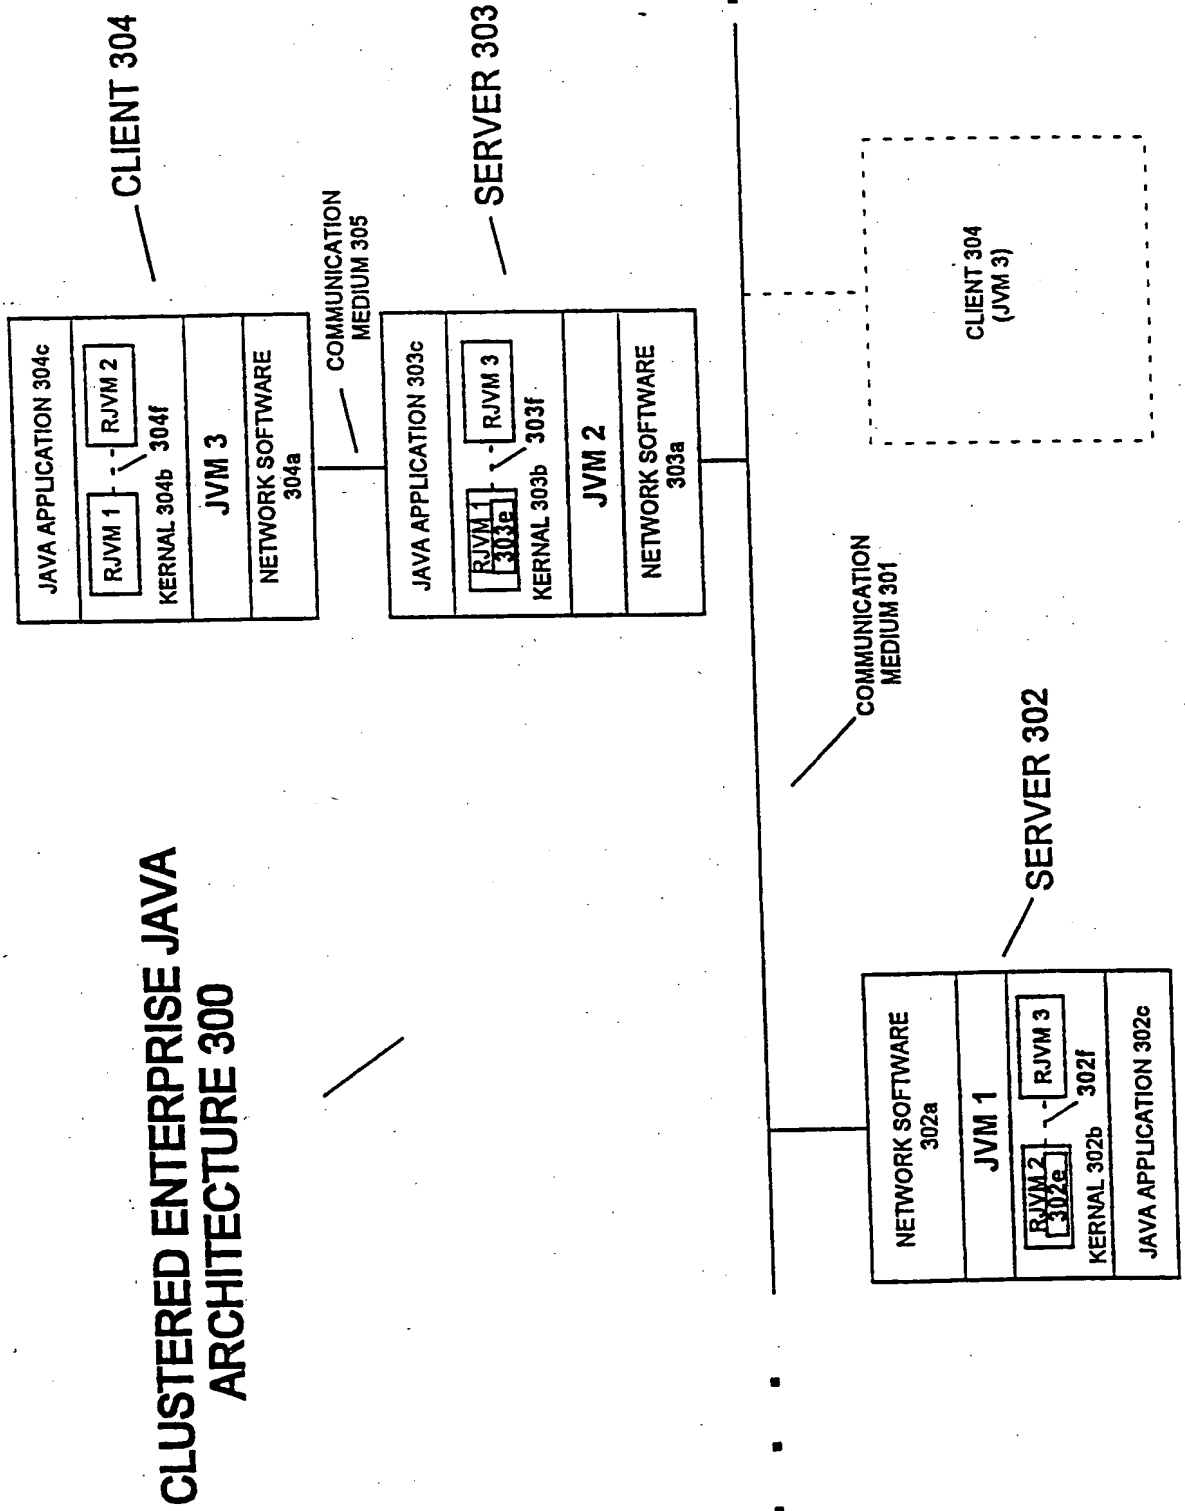 CLUSTERED ENTERPRISE JAVA
ARCHITECTURE 300
CLIENT 304
JAVA APPLICATION 304c
RJVM 1
RJVM 2
304f
KERNAL 304b
JVM 3
NETWORK SOFTWARE
304a
COMMUNICATION
MEDIUM 305
SERVER 303
JAVA APPLICATION 303c
RJVM 1
303e
RJVM 3
303f
KERNAL 303b
JVM 2
NETWORK SOFTWARE
303a
COMMUNICATION
MEDIUM 301
SERVER 302
NETWORK SOFTWARE
302a
JVM 1
RJVM 2
302e
RJVM 3
302f
KERNAL 302b
JAVA APPLICATION 302c
CLIENT 304
(JVM 3)